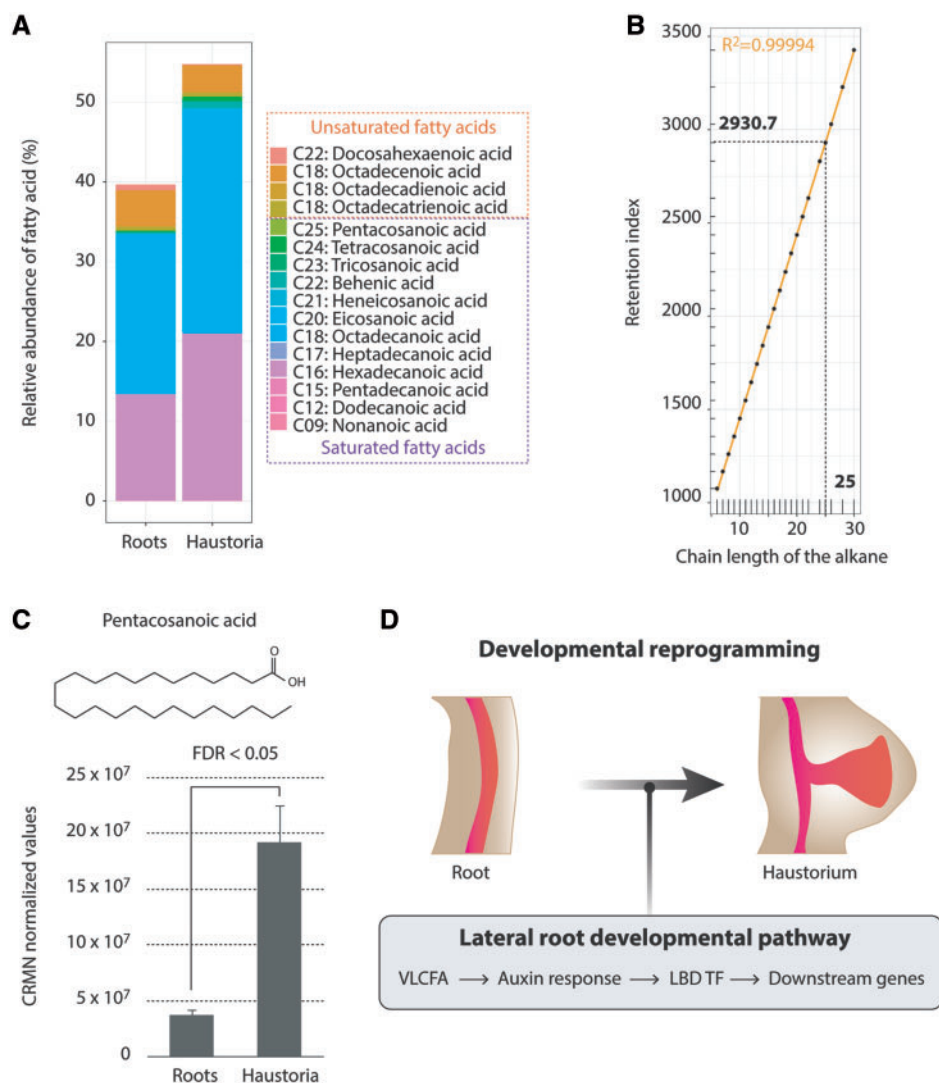 A
Relative abundance of fatty acid (%)
50
40
30
20
10
0
Roots
Haustoria
Unsaturated fatty acids
C22: Docosahexaenoic acid
C18: Octadecenoic acid
C18: Octadecadienoic acid
C18: Octadecatrienoic acid
C25: Pentacosanoic acid
C24: Tetracosanoic acid
C23: Tricosanoic acid
C22: Behenic acid
C21: Heneicosanoic acid
C20: Eicosanoic acid
C18: Octadecanoic acid
C17: Heptadecanoic acid
C16: Hexadecanoic acid
C15: Pentadecanoic acid
C12: Dodecanoic acid
C09: Nonanoic acid
Saturated fatty acids
B
Retention index
3500
3000
2500
2000
1500
1000
R²=0.99994
2930.7
25
10
20
30
Chain length of the alkane
C
Pentacosanoic acid
O
OH
FDR < 0.05
CRMN normalized values
25 x 10⁷
20 x 10⁷
15 x 10⁷
10 x 10⁷
5 x 10⁷
0
Roots
Haustoria
D
Developmental reprogramming
Root
Haustorium
Lateral root developmental pathway
VLCFA → Auxin response → LBD TF → Downstream genes